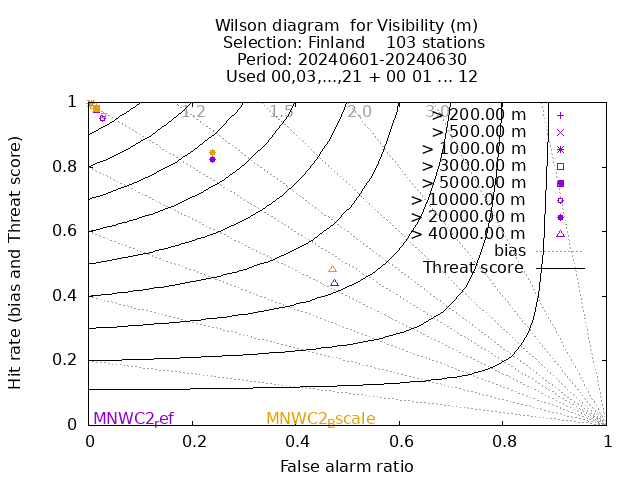 Wilson diagram  for Visibility (m)
Selection: Finland    103 stations
Period: 20240601-20240630
Used 00,03,...,21 + 00 01 ... 12
1 1.2 1.5 2.0 3.0
> 200.00 m
> 500.00 m
> 1000.00 m
> 3000.00 m
0.8 > 5000.00 m
> 10000.00 m
> 20000.00 m
0.6 > 40000.00 m
bias
Threat score
0.4
0.2
0
MNWC2,ef MNWC2Bscale
0 0.2 0.4 0.6 0.8 1
False alarm ratio
Hit rate (bias and Threat score)